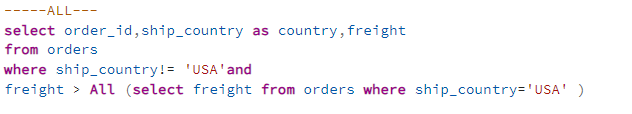 -----ALL---
select order_id,ship_country as country,freight
from orders
where ship_country!= 'USA'and
freight > All (select freight from orders where ship_country='USA' )